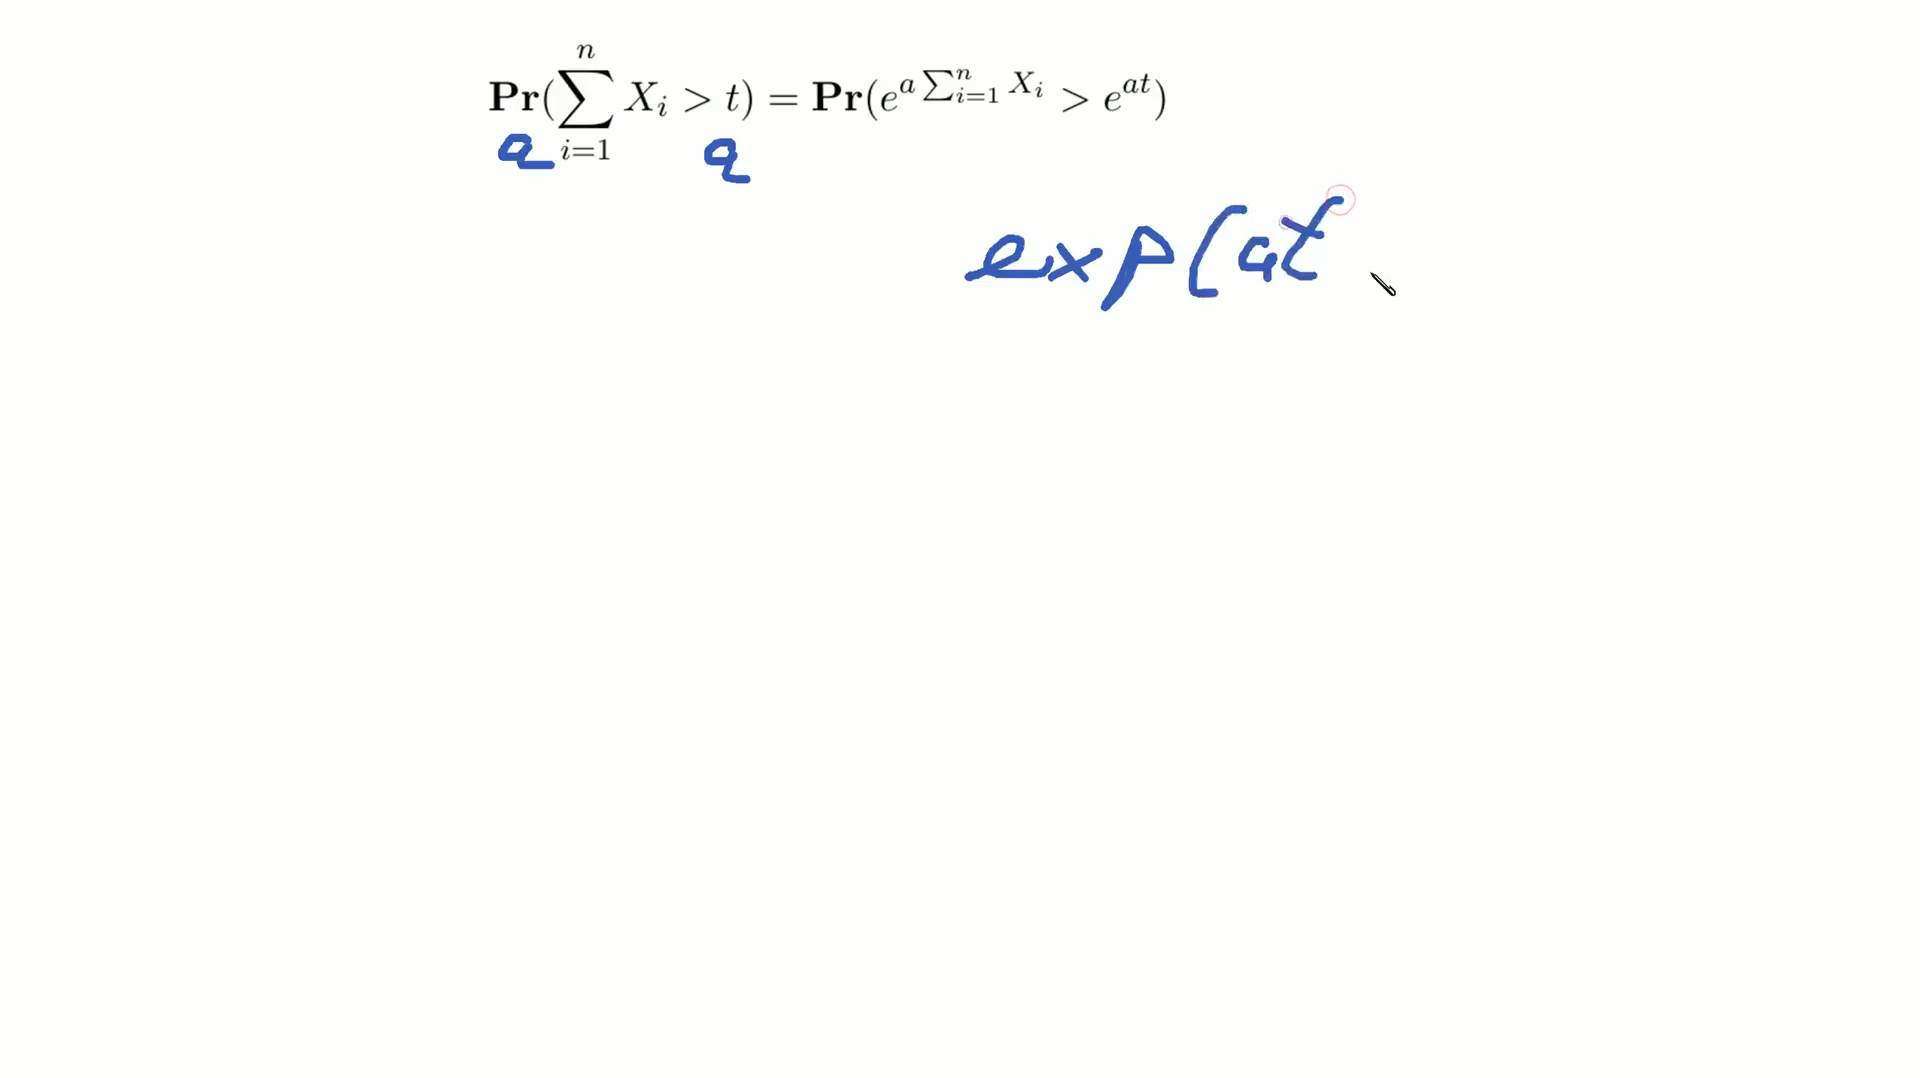 Pr(∑_{i=1}^{n} X_i > t) = Pr(e^{a ∑_{i=1}^{n} X_i} > e^{at})
a a
exp(at